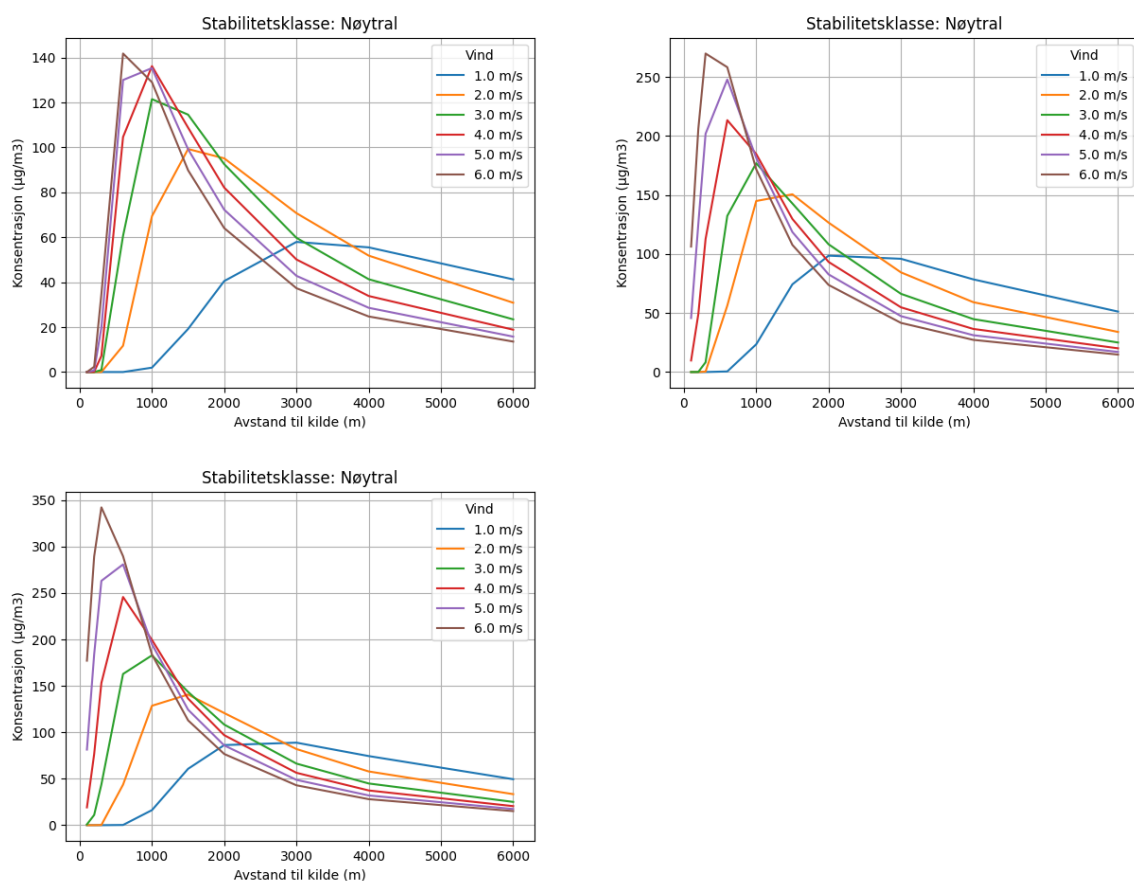 Stabilitetsklasse: Nøytral
Konsentrasjon (µg/m3)
140
120
100
80
60
40
20
0
Vind
1.0 m/s
2.0 m/s
3.0 m/s
4.0 m/s
5.0 m/s
6.0 m/s
0 1000 2000 3000 4000 5000 6000
Avstand til kilde (m)
Stabilitetsklasse: Nøytral
Konsentrasjon (µg/m3)
250
200
150
100
50
0
Vind
1.0 m/s
2.0 m/s
3.0 m/s
4.0 m/s
5.0 m/s
6.0 m/s
0 1000 2000 3000 4000 5000 6000
Avstand til kilde (m)
Stabilitetsklasse: Nøytral
Konsentrasjon (µg/m3)
350
300
250
200
150
100
50
0
Vind
1.0 m/s
2.0 m/s
3.0 m/s
4.0 m/s
5.0 m/s
6.0 m/s
0 1000 2000 3000 4000 5000 6000
Avstand til kilde (m)